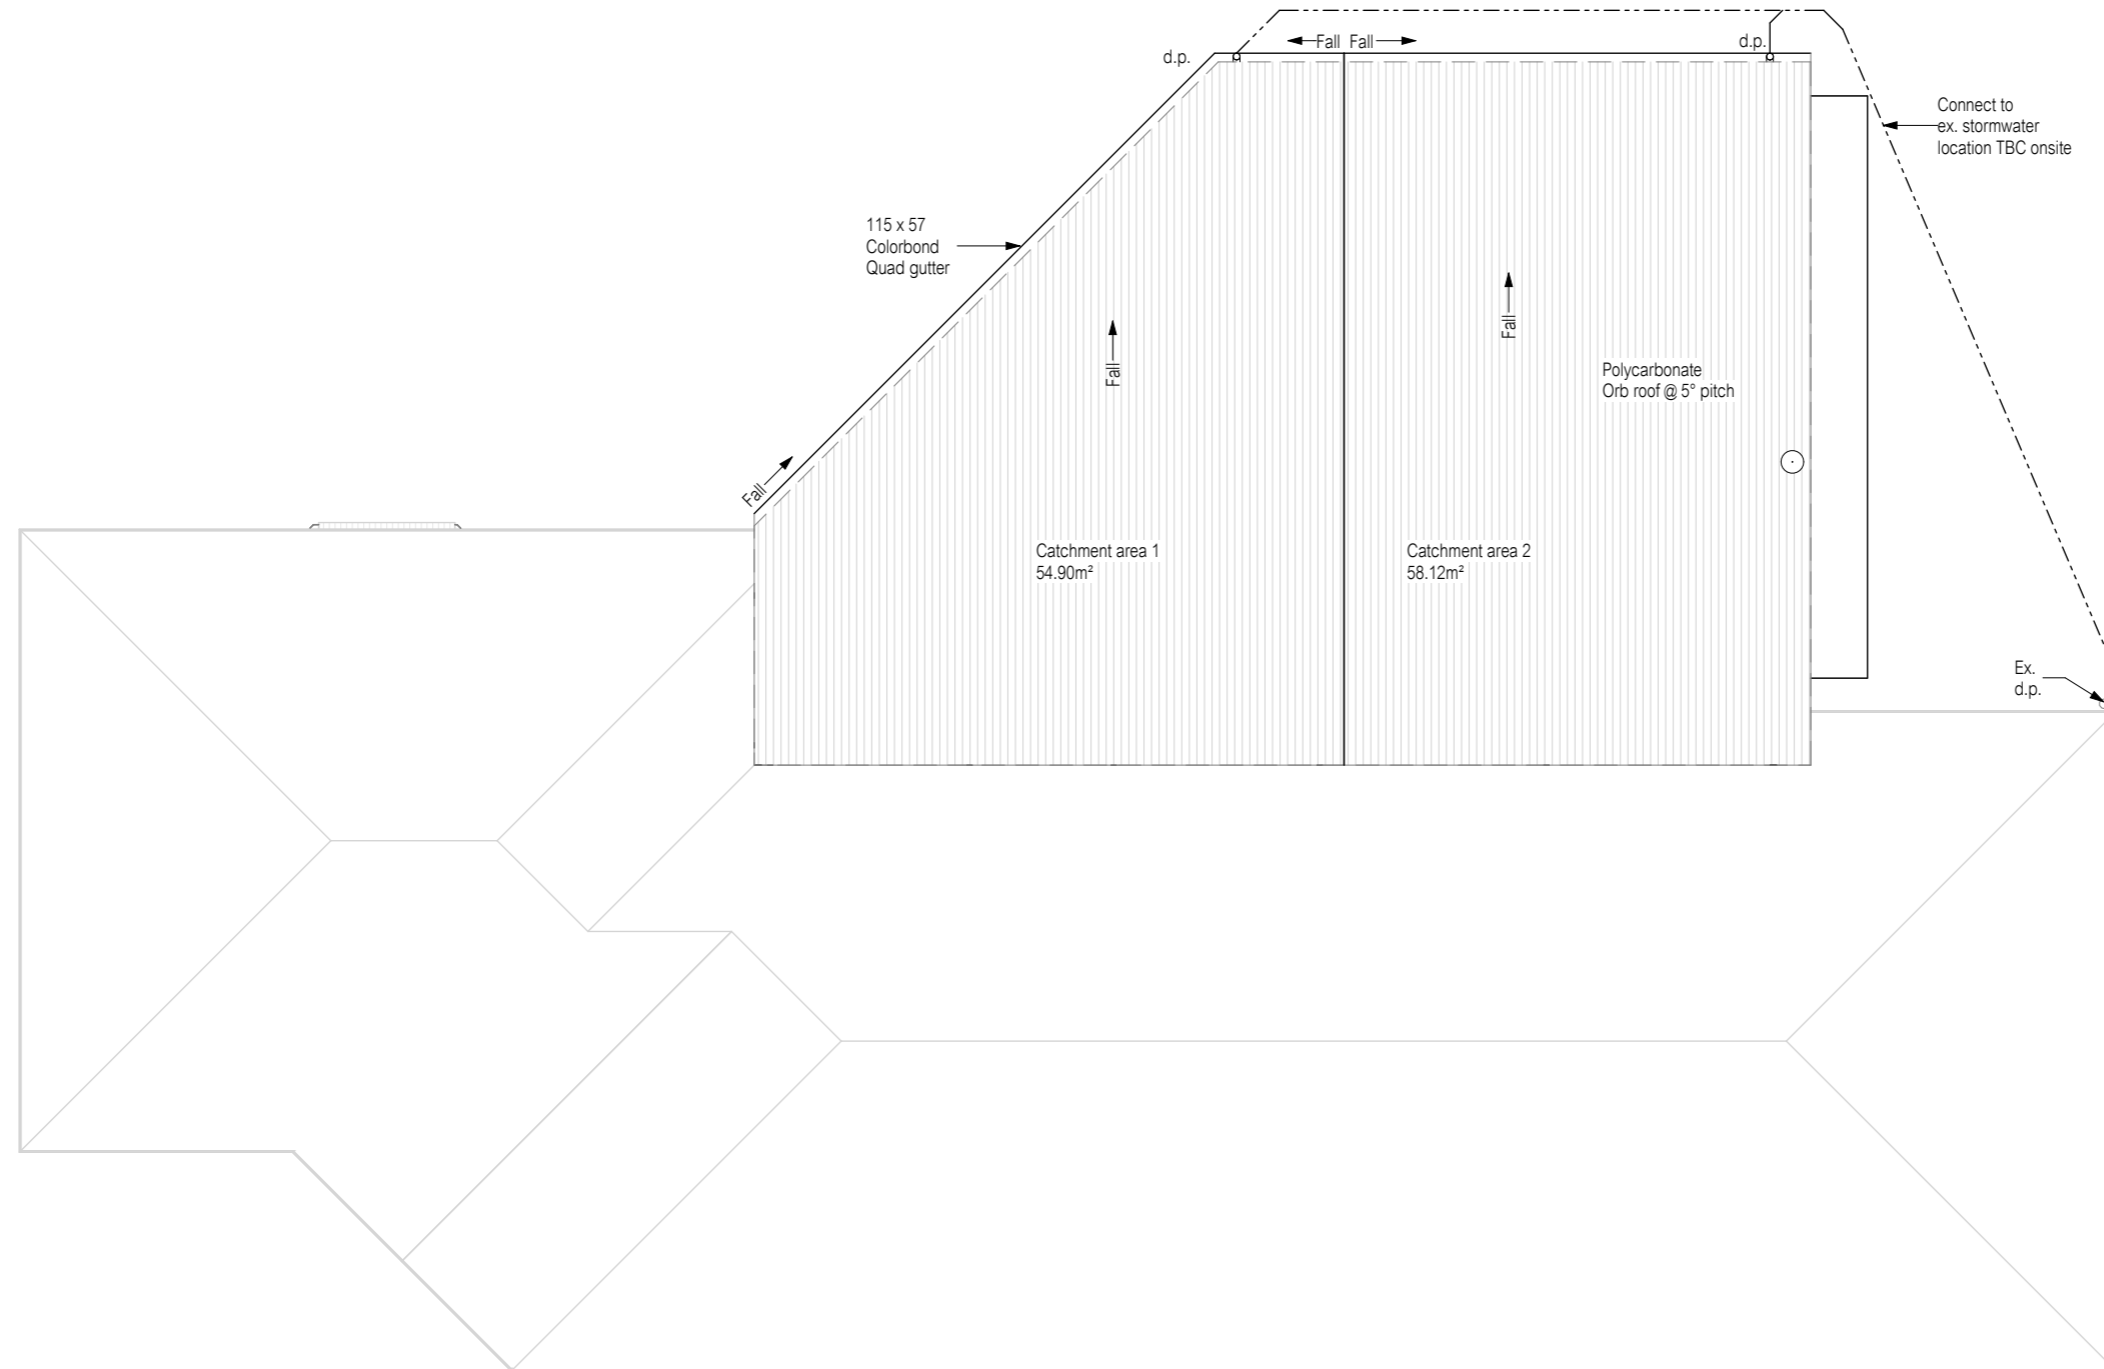 Fall Fall
d.p.
d.p.
Connect to
ex. stormwater
location TBC onsite
115 x 57
Colorbond
Quad gutter
Fall
Fall
Polycarbonate
Orb roof @ 5° pitch
Fall
Catchment area 1
54.90m²
Catchment area 2
58.12m²
Ex.
d.p.